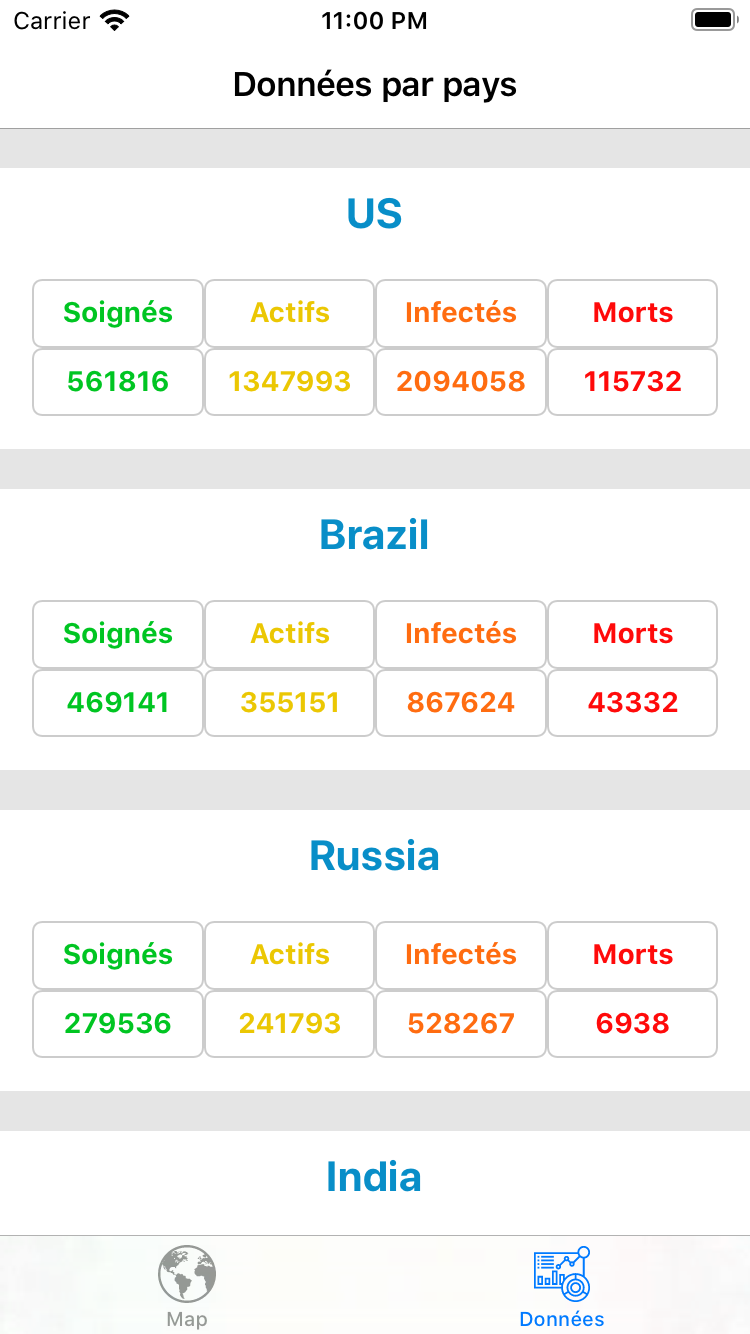 Carrier 11:00 PM
Données par pays
US
Soignés Actifs Infectés Morts
561816 1347993 2094058 115732
Brazil
Soignés Actifs Infectés Morts
469141 355151 867624 43332
Russia
Soignés Actifs Infectés Morts
279536 241793 528267 6938
India
Map Données